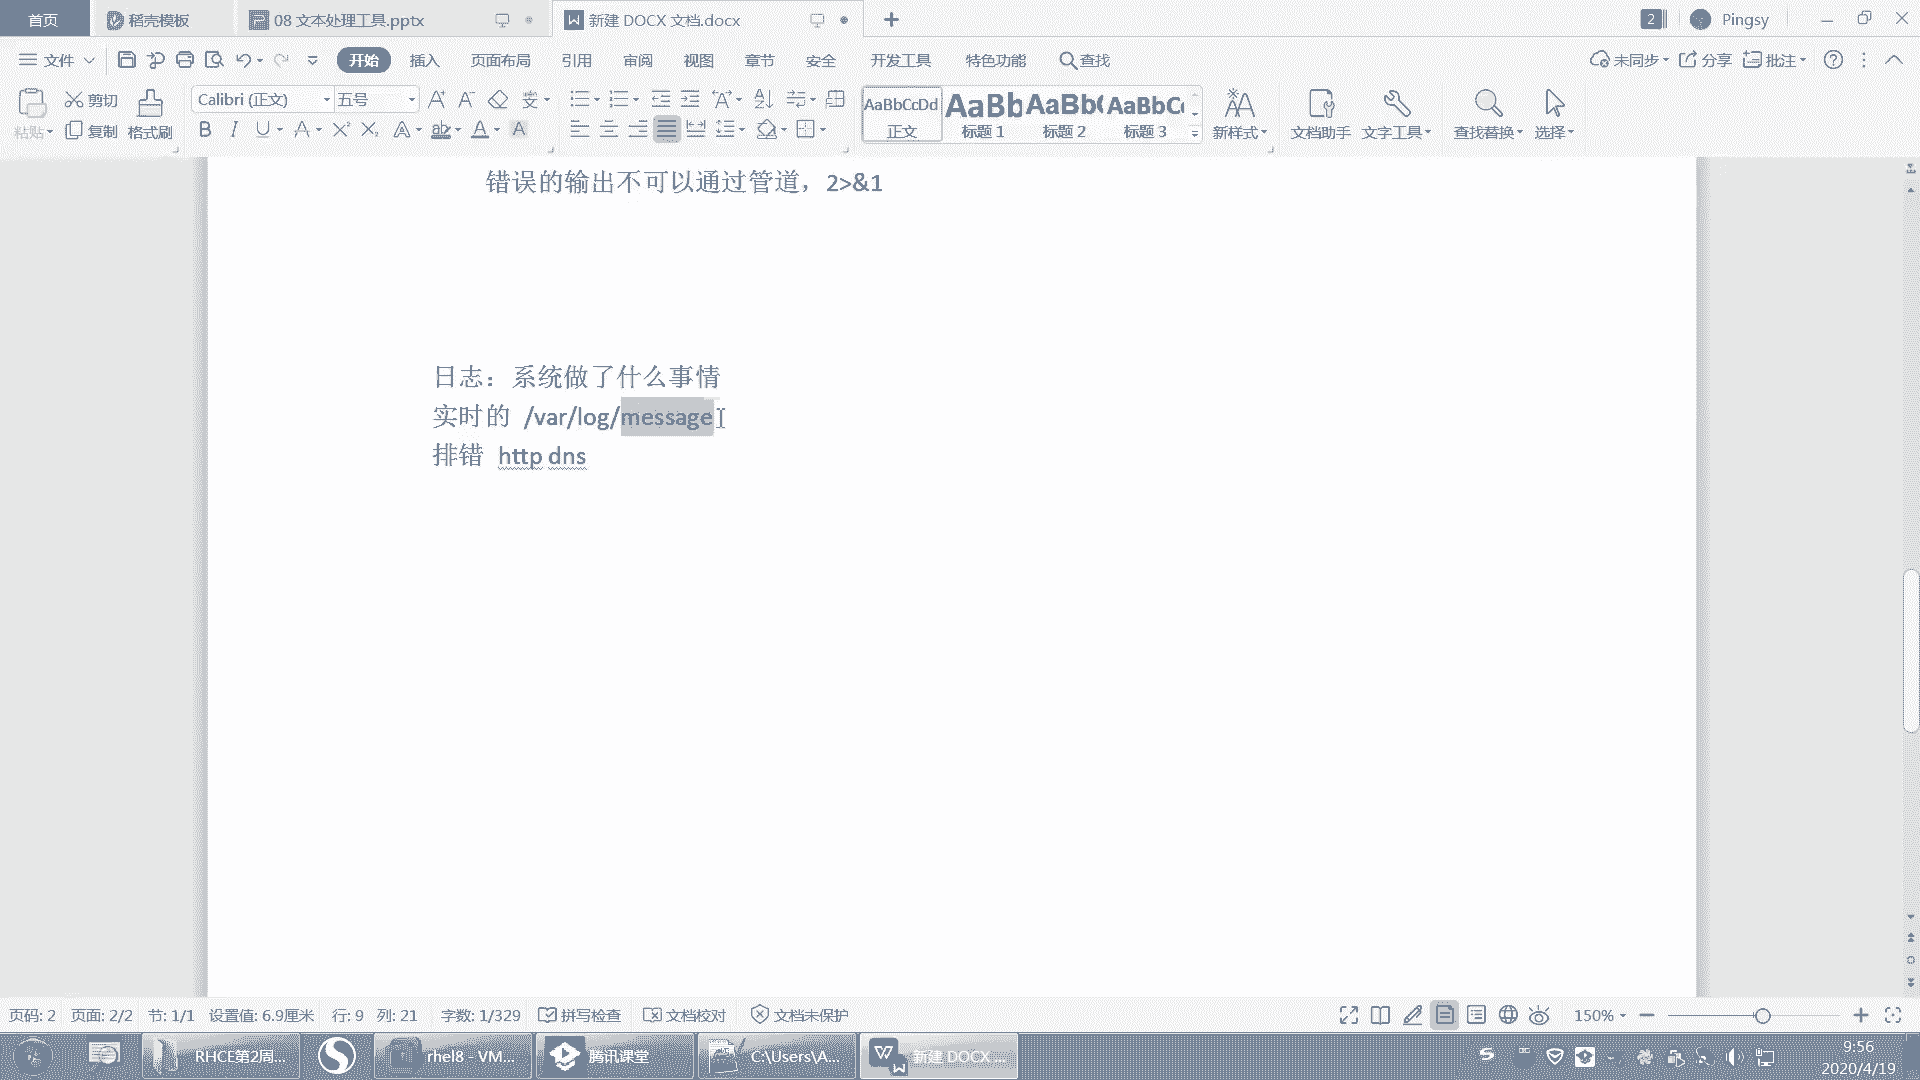 首页
稻壳模板
08 文本处理工具.pptx
新建 DOCX 文档.docx
2
Pingsy
文件
开始
插入
页面布局
引用
审阅
视图
章节
安全
开发工具
特色功能
查找
未同步
分享
批注
粘贴
剪切
复制
格式刷
Calibri (正文)
五号
AaBbCcDd
正文
AaBb
标题 1
AaBb(
标题 2
AaBbC
标题 3
新样式
文档助手
文字工具
查找替换
选择
错误的输出不可以通过管道，2>&1
日志：系统做了什么事情
实时的 /var/log/message
排错 http dns
页码: 2
页面: 2/2
节: 1/1
设置值: 6.9厘米
行: 9
列: 21
字数: 1/329
拼写检查
文档校对
文档未保护
150%
RHCE第2周...
rhel8 - VM...
腾讯课堂
C:\Users\A...
新建 DOCX ...
9:56
2020/4/19